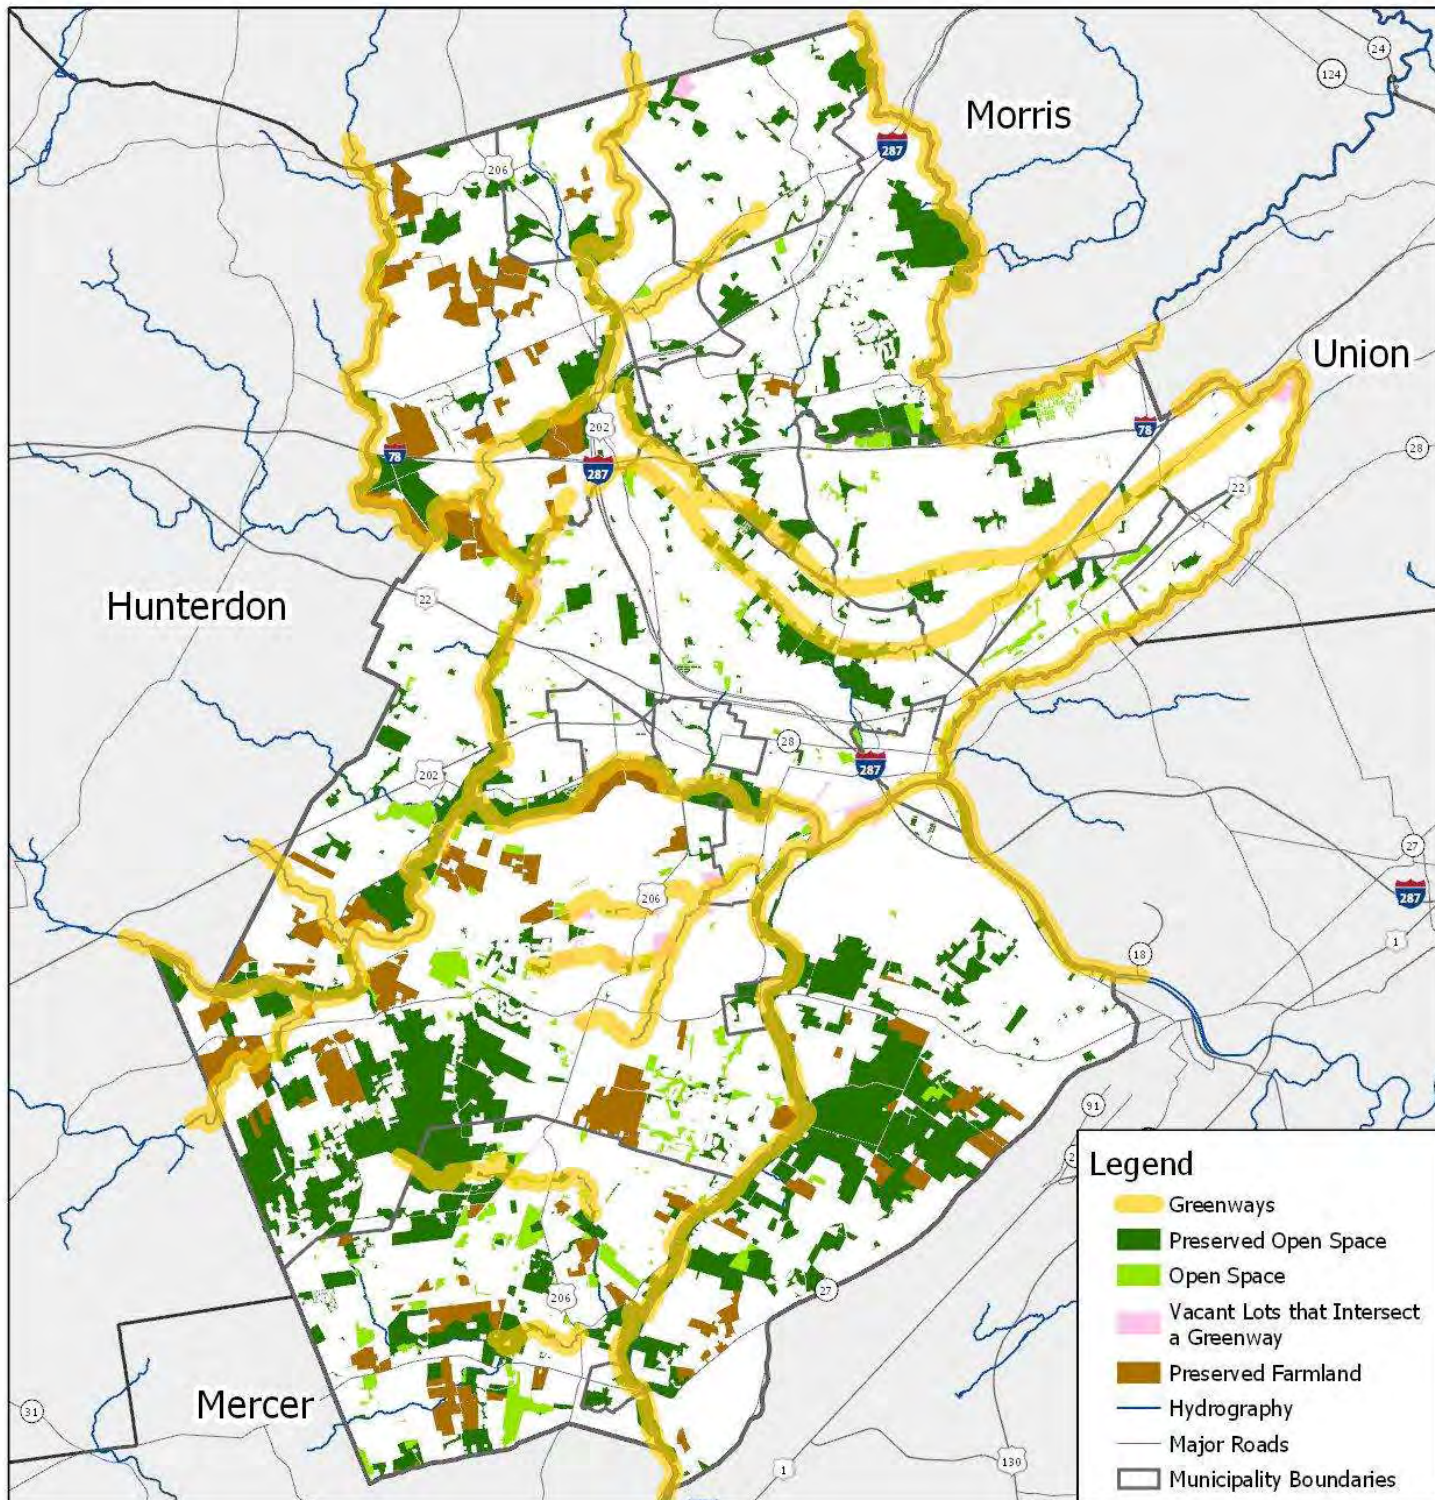 24
124
Morris
287
206
Union
202
78
78
28
287
22
Hunterdon
22
28
287
202
27
287
206
1
18
91
2
Legend
Greenways
Preserved Open Space
Open Space
Vacant Lots that Intersect
a Greenway
Preserved Farmland
Hydrography
Major Roads
Municipality Boundaries
27
206
Mercer
31
130
1